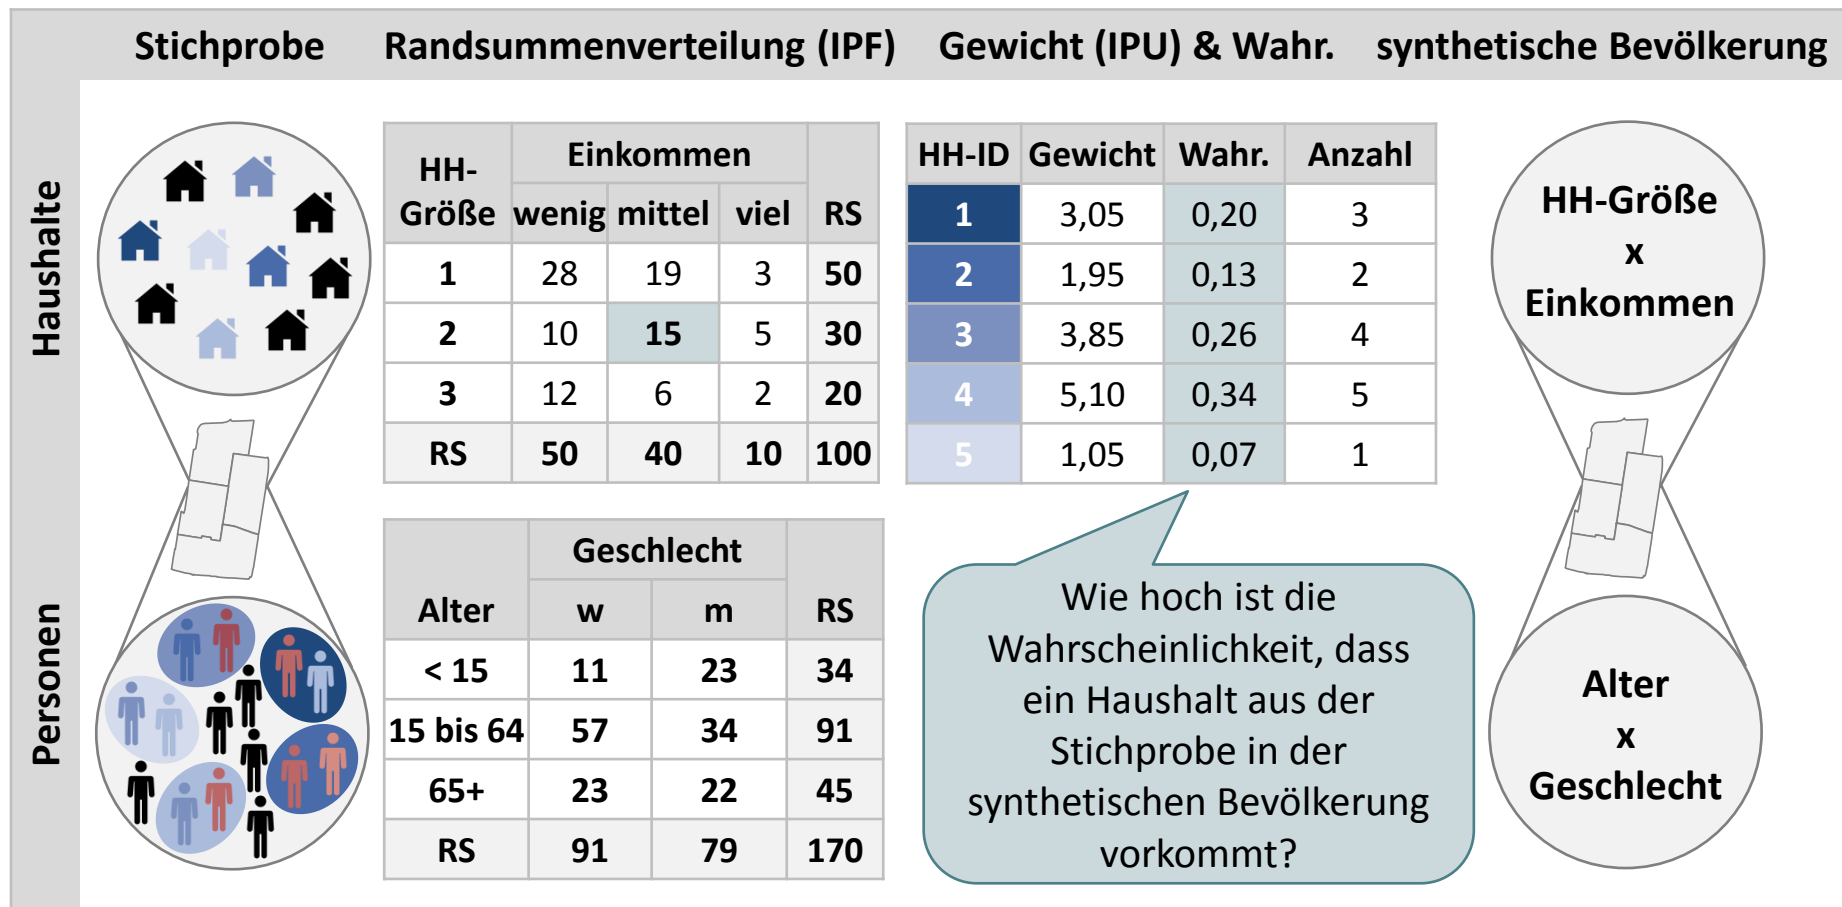 Stichprobe Randsummenverteilung (IPF) Gewicht (IPU) & Wahr. synthetische Bevölkerung
Haushalte
HH-Größe Einkommen RS
wenig mittel viel
1 28 19 3 50
2 10 15 5 30
3 12 6 2 20
RS 50 40 10 100
HH-ID Gewicht Wahr. Anzahl
1 3,05 0,20 3
2 1,95 0,13 2
3 3,85 0,26 4
4 5,10 0,34 5
5 1,05 0,07 1
HH-Größe
x
Einkommen
Personen
Alter Geschlecht RS
w m
< 15 11 23 34
15 bis 64 57 34 91
65+ 23 22 45
RS 91 79 170
Wie hoch ist die
Wahrscheinlichkeit, dass
ein Haushalt aus der
Stichprobe in der
synthetischen Bevölkerung
vorkommt?
Alter
x
Geschlecht